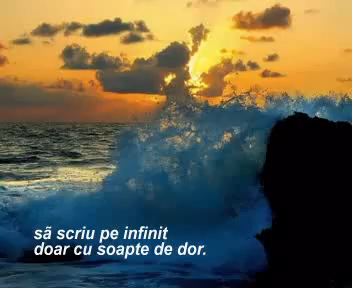 să scriu pe infinit
doar cu soapte de dor.